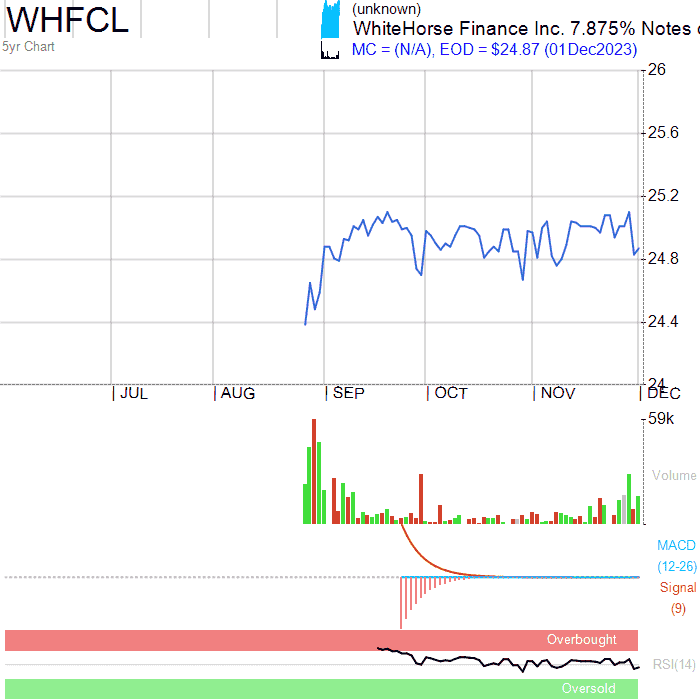 WHFCL
(unknown)
WhiteHorse Finance Inc. 7.875% Notes
5yr Chart
MC = (N/A), EOD = $24.87 (01Dec2023)
26
25.6
25.2
24.8
24.4
24
JUL
AUG
SEP
OCT
NOV
DEC
59k
Volume
MACD
(12-26)
Signal
(9)
Overbought
RSI(14)
Oversold